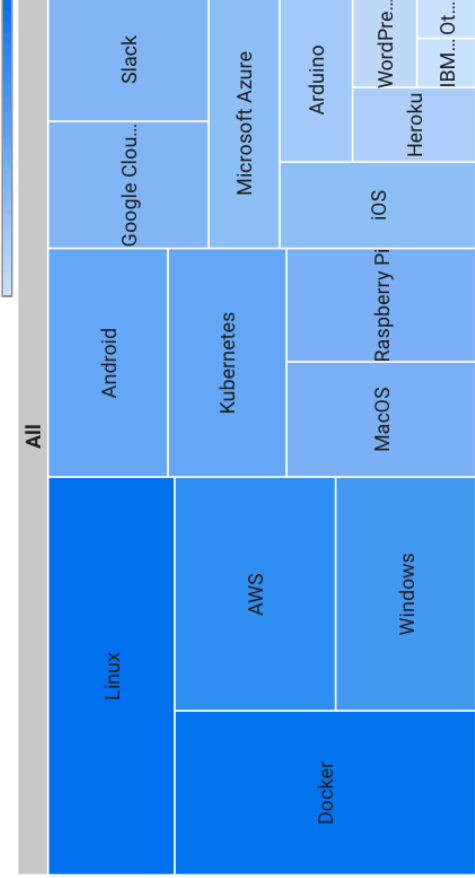 All
Linux
Docker
AWS
Windows
Android
Kubernetes
MacOS
Raspberry Pi
Google Clou...
Slack
Microsoft Azure
iOS
Arduino
Heroku
WordPre...
IBM...
Ot...